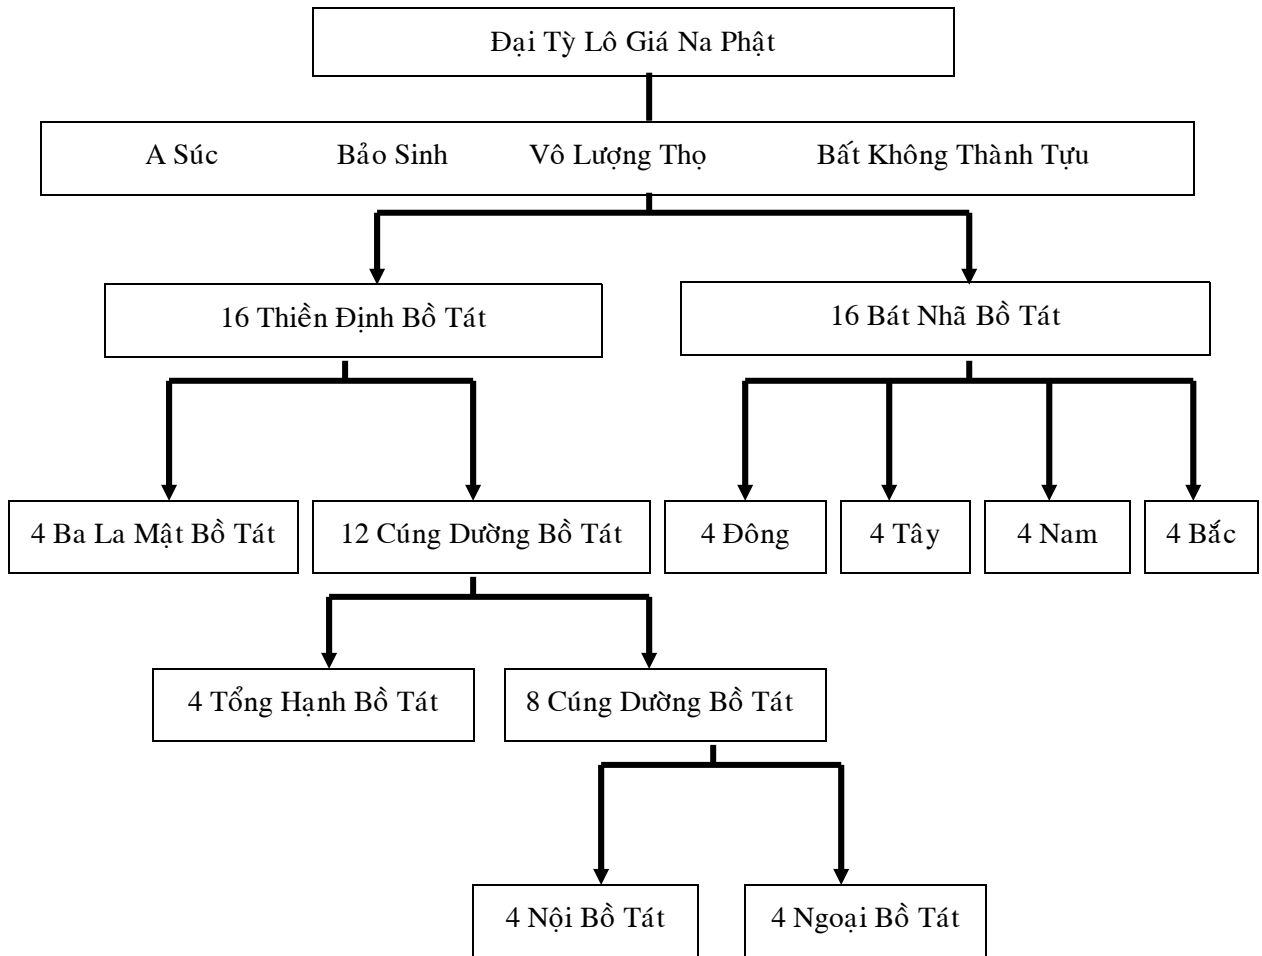 Đại Tỳ Lô Giá Na Phật
A Súc Bảo Sinh Vô Lượng Thọ Bất Không Thành Tựu
16 Thiền Định Bồ Tát 16 Bát Nhã Bồ Tát
4 Ba La Mật Bồ Tát 12 Cúng Dường Bồ Tát 4 Đông 4 Tây 4 Nam 4 Bắc
4 Tổng Hạnh Bồ Tát 8 Cúng Dường Bồ Tát
4 Nội Bồ Tát 4 Ngoại Bồ Tát